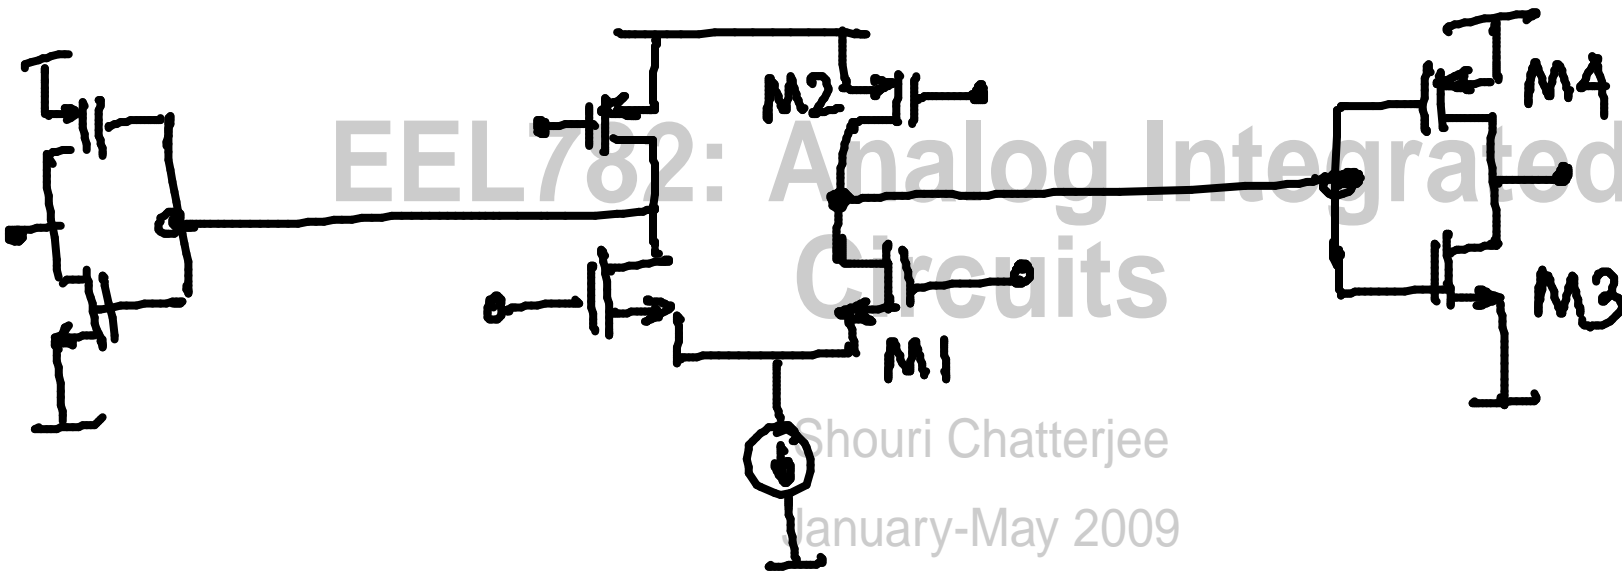 M2
M4
EEL782: Analog Integrated
Circuits
M3
M1
Shouri Chatterjee
January-May 2009